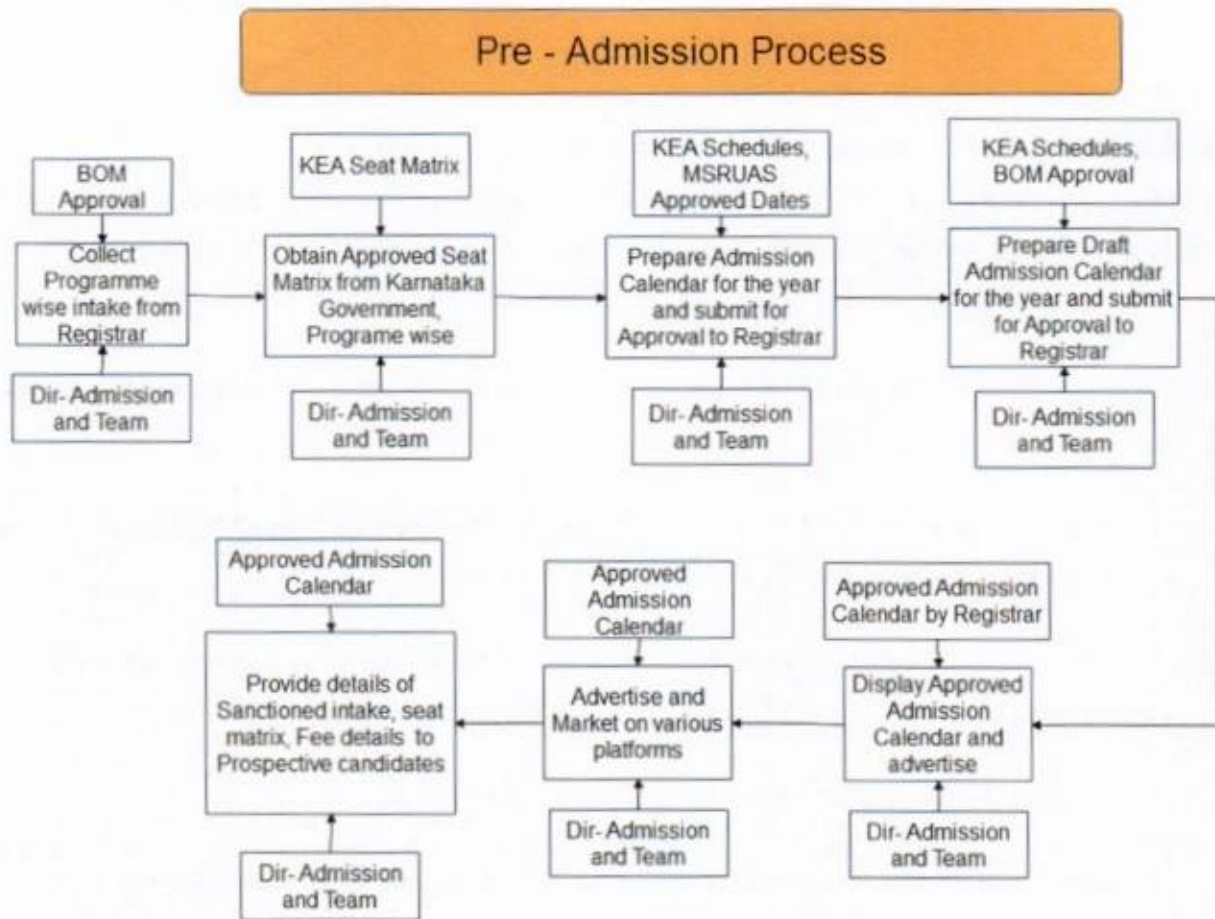 Pre - Admission Process
BOM
Approval
KEA Seat Matrix
KEA Schedules,
MSRUAS
Approved Dates
KEA Schedules,
BOM Approval
Collect
Programme
wise intake from
Registrar
Obtain Approved Seat
Matrix from Karnataka
Government,
Programe wise
Prepare Admission
Calendar for the year
and submit for
Approval to Registrar
Prepare Draft
Admission Calendar
for the year and submit
for Approval to
Registrar
Dir- Admission
and Team
Dir- Admission
and Team
Dir- Admission
and Team
Dir- Admission
and Team
Approved Admission
Calendar
Approved
Admission
Calendar
Approved Admission
Calendar by Registrar
Provide details of
Sanctioned intake, seat
matrix, Fee details to
Prospective candidates
Advertise and
Market on various
platforms
Display Approved
Admission
Calendar and
advertise
Dir- Admission
and Team
Dir- Admission
and Team
Dir- Admission
and Team